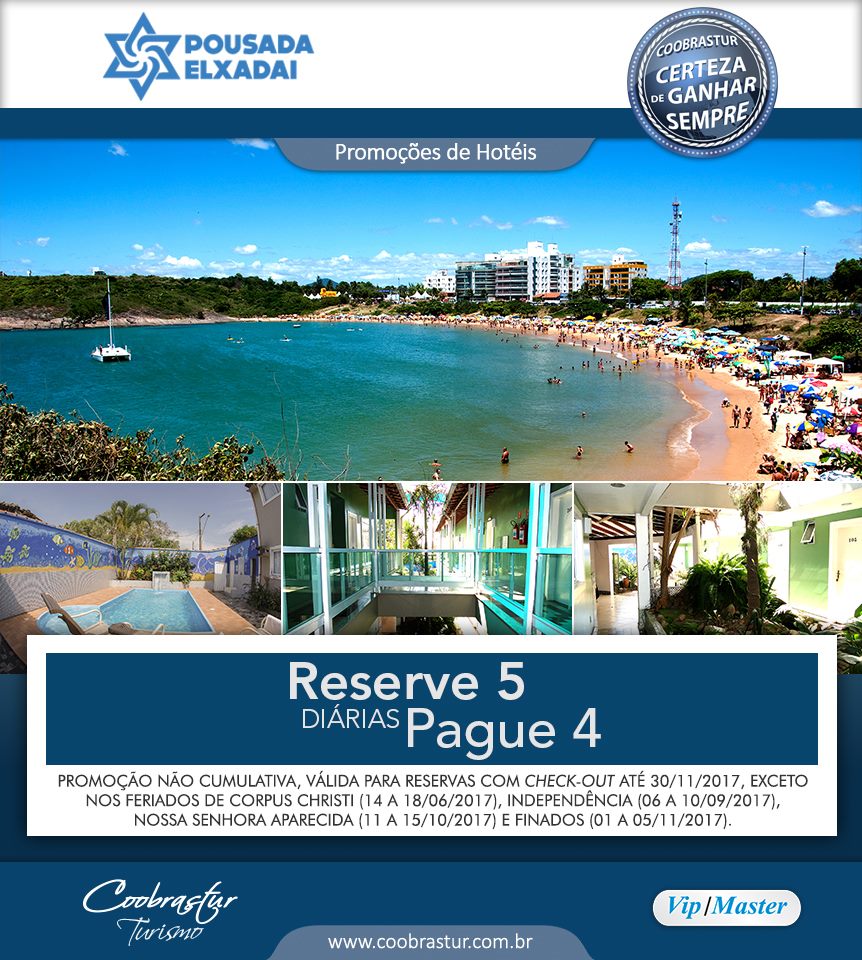 POUSADA
ELXADAI
COOBRASTUR
CERTEZA
DE GANHAR
SEMPRE
Promoções de Hotéis
102
Reserve 5
DIÁRIAS Pague 4
PROMOÇÃO NÃO CUMULATIVA, VÁLIDA PARA RESERVAS COM CHECK-OUT ATÉ 30/11/2017, EXCETO
NOS FERIADOS DE CORPUS CHRISTI (14 A 18/06/2017), INDEPENDÊNCIA (06 A 10/09/2017),
NOSSA SENHORA APARECIDA (11 A 15/10/2017) E FINADOS (01 A 05/11/2017).
Coobrastur
Turismo
Vip/Master
www.coobrastur.com.br